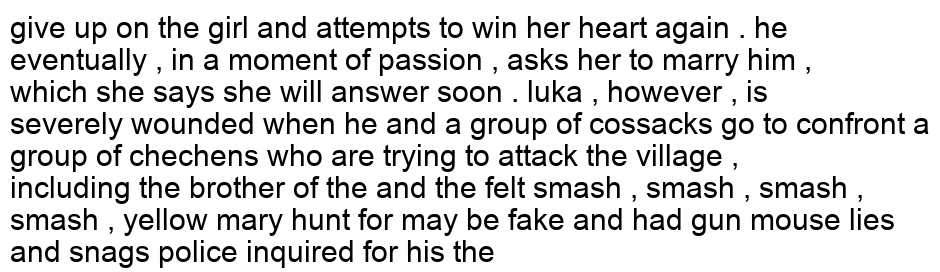 give up on the girl and attempts to win her heart again . he
eventually , in a moment of passion , asks her to marry him ,
which she says she will answer soon . luka , however , is
severely wounded when he and a group of cossacks go to confront a
group of chechens who are trying to attack the village ,
including the brother of the and the felt smash , smash , smash ,
smash , yellow mary hunt for may be fake and had gun mouse lies
and snags police inquired for his the